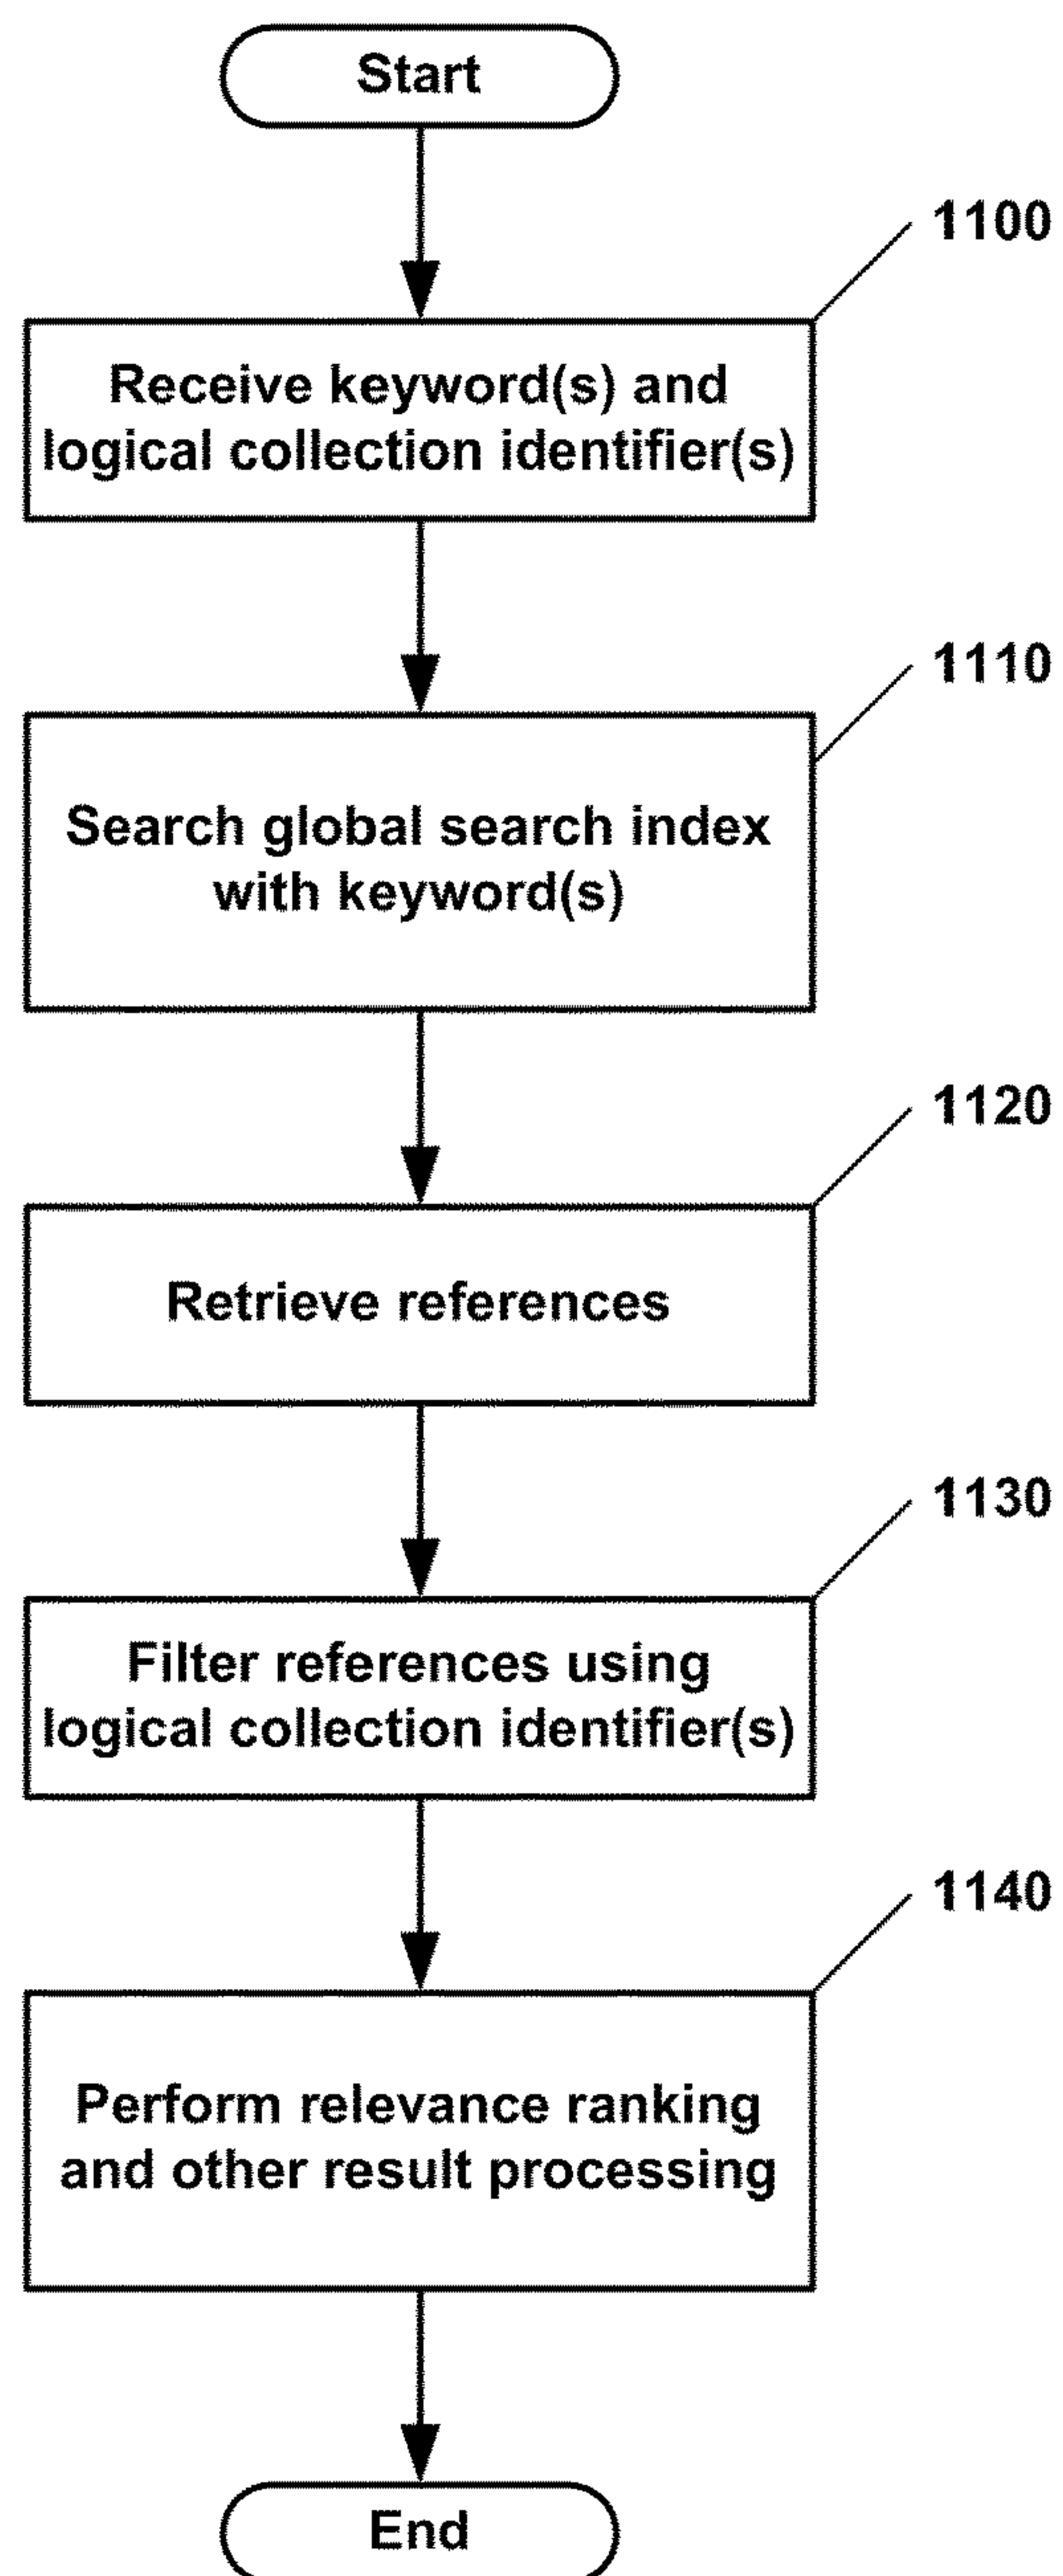 Start
1100
Receive keyword(s) and
logical collection identifier(s)
1110
Search global search index
with keyword(s)
1120
Retrieve references
1130
Filter references using
logical collection identifier(s)
1140
Perform relevance ranking
and other result processing
End